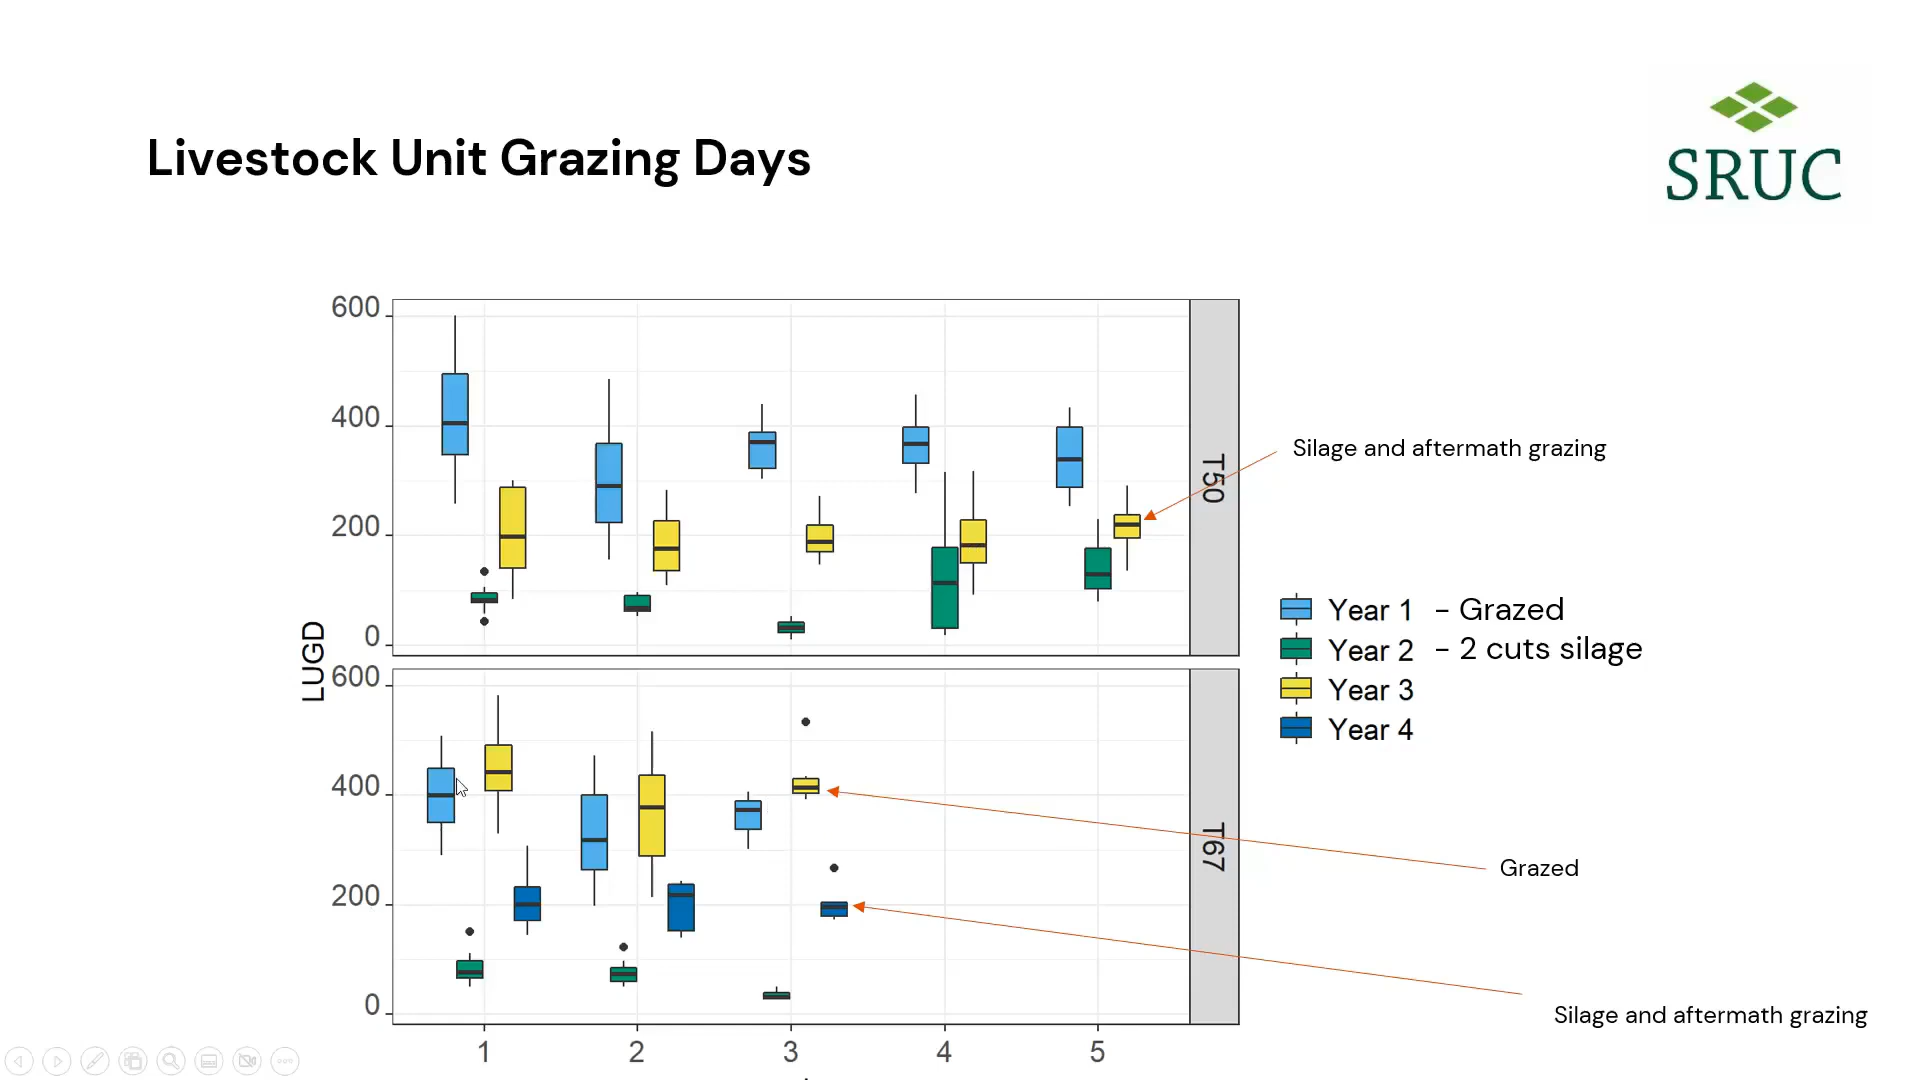 Livestock Unit Grazing Days
SRUC
600
400
200
0
T50
Silage and aftermath grazing
LUGD
Year 1 - Grazed
Year 2 - 2 cuts silage
Year 3
Year 4
600
400
200
0
T67
Grazed
Silage and aftermath grazing
1 2 3 4 5